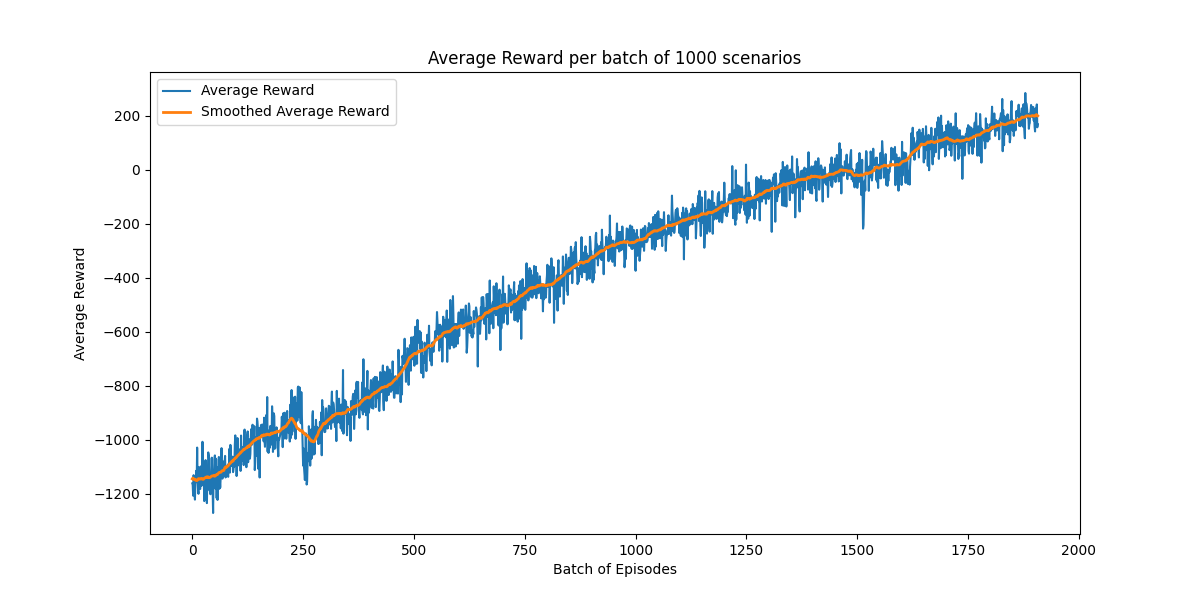 Average Reward per batch of 1000 scenarios
Average Reward
Smoothed Average Reward
Average Reward
200
0
−200
−400
−600
−800
−1000
−1200
0 250 500 750 1000 1250 1500 1750 2000
Batch of Episodes